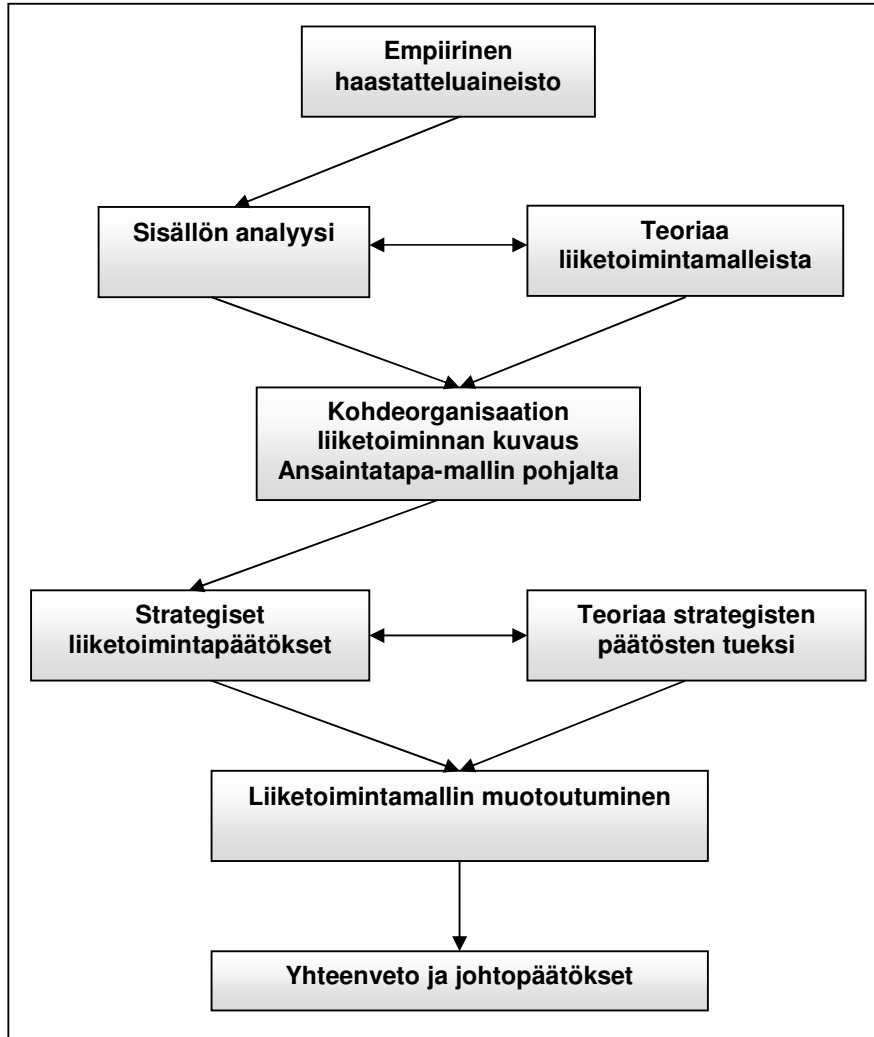 Empiirinen
haastatteluaineisto
Sisällön analyysi
Teoriaa
liiketoimintamalleista
Kohdeorganisaation
liiketoiminnan kuvaus
Ansaintatapa-mallin pohjalta
Strategiset
liiketoimintapäätökset
Teoriaa strategisten
päätösten tueksi
Liiketoimintamallin muotoutuminen
Yhteenveto ja johtopäätökset